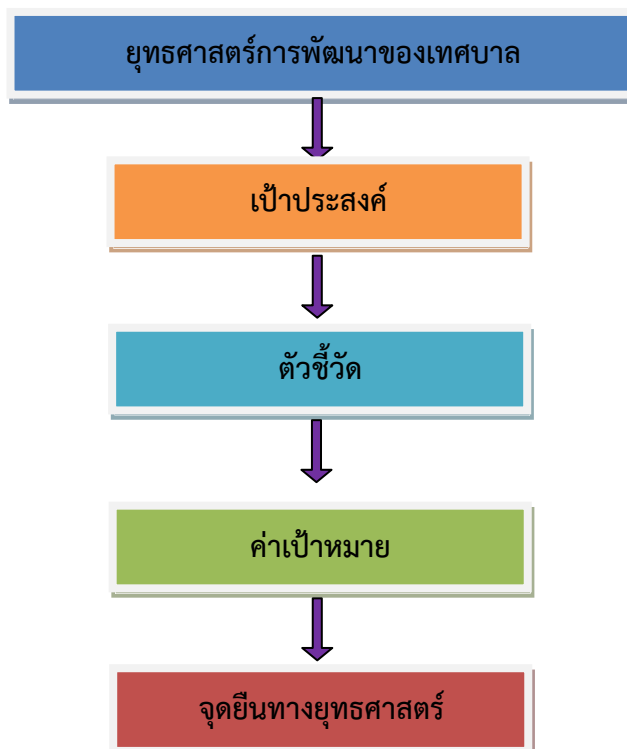 ยุทธศาสตร์การพัฒนาของเทศบาล
เป้าประสงค์
ตัวชี้วัด
ค่าเป้าหมาย
จุดยืนทางยุทธศาสตร์